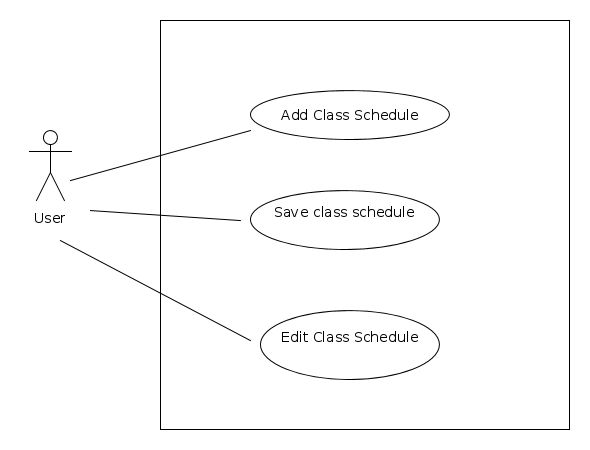 Add Class Schedule
User
Save class schedule
Edit Class Schedule